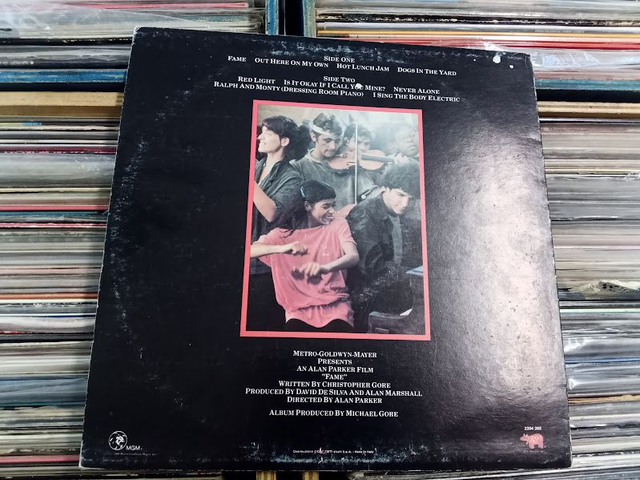 SIDE ONE
FAME OUT HERE ON MY OWN HOT LUNCH JAM DOGS IN THE YARD
SIDE TWO
RED LIGHT IS IT OKAY IF I CALL YOU MINE? NEVER ALONE
RALPH AND MONTY (DRESSING ROOM PIANO) I SING THE BODY ELECTRIC
METRO-GOLDWYN-MAYER
PRESENTS
AN ALAN PARKER FILM
"FAME"
WRITTEN BY CHRISTOPHER GORE
PRODUCED BY DAVID DE SILVA AND ALAN MARSHALL
DIRECTED BY ALAN PARKER
ALBUM PRODUCED BY MICHAEL GORE
MGM